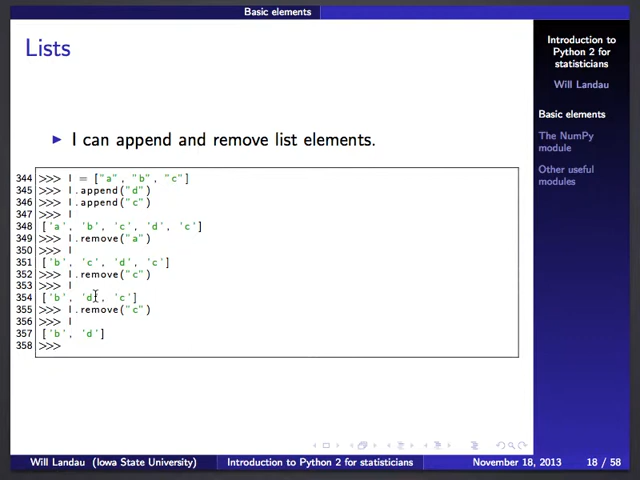 Basic elements
Lists
I can append and remove list elements.
344 >>> l = ["a", "b", "c"]
345 >>> l.append("d")
346 >>> l.append("c")
347 >>> l
348 ['a', 'b', 'c', 'd', 'c']
349 >>> l.remove("a")
350 >>> l
351 ['b', 'c', 'd', 'c']
352 >>> l.remove("c")
353 >>> l
354 ['b', 'd', 'c']
355 >>> l.remove("c")
356 >>> l
357 ['b', 'd']
358 >>>
Introduction to
Python 2 for
statisticians
Will Landau
Basic elements
The NumPy
module
Other useful
modules
Will Landau (Iowa State University) Introduction to Python 2 for statisticians November 18, 2013 18 / 58